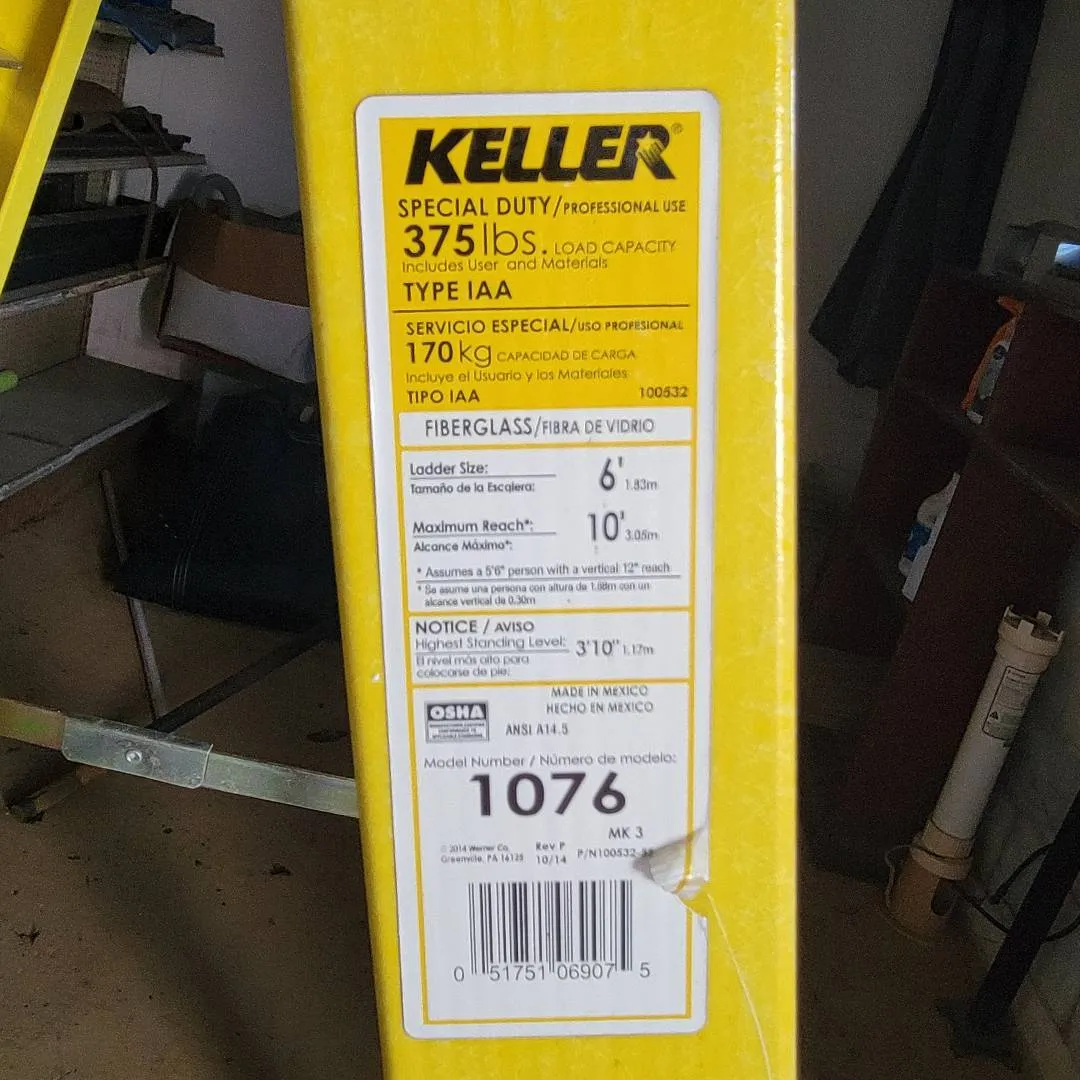 KELLER®
SPECIAL DUTY/PROFESSIONAL USE
375 lbs. LOAD CAPACITY
Includes User and Materials
TYPE IAA
SERVICIO ESPECIAL/USO PROFESIONAL
170kg CAPACIDAD DE CARGA
Incluye el Usuario y los Materiales
TIPO IAA 100532
FIBERGLASS/FIBRA DE VIDRIO
Ladder Size: 6' 1.83m
Tamaño de la Escalera:
Maximum Reach*: 10' 3.05m
Alcance Máximo*:
* Assumes a 5'6" person with a vertical 12" reach
* Se asume una persona con altura de 1.68m con un
alcance vertical de 0.30m
NOTICE / AVISO
Highest Standing Level: 3'10" 1.17m
El nivel más alto para
colocarse de pie:
MADE IN MEXICO
HECHO EN MEXICO
OSHA
ANSI A14.5
Model Number / Número de modelo:
1076
MK 3
© 2014 Werner Co. Rev P
Greenville, PA 16125 10/14 P/N100532-
0 51751 06907 5